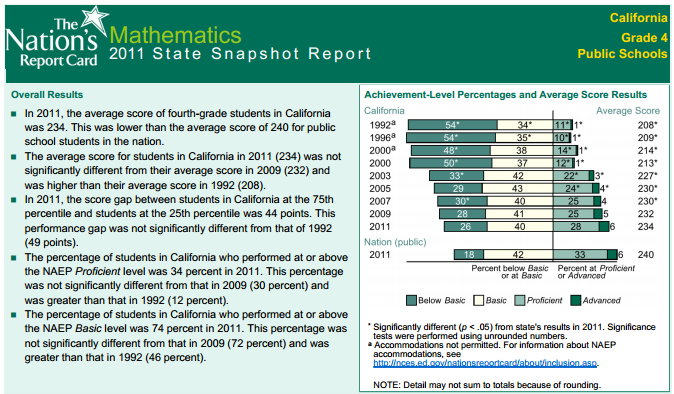 The
Nation's
Report Card
Mathematics
2011 State Snapshot Report
California
Grade 4
Public Schools
Overall Results
■ In 2011, the average score of fourth-grade students in California
was 234. This was lower than the average score of 240 for public
school students in the nation.
■ The average score for students in California in 2011 (234) was not
significantly different from their average score in 2009 (232) and
was higher than their average score in 1992 (208).
■ In 2011, the score gap between students in California at the 75th
percentile and students at the 25th percentile was 44 points. This
performance gap was not significantly different from that of 1992
(49 points).
■ The percentage of students in California who performed at or above
the NAEP Proficient level was 34 percent in 2011. This percentage
was not significantly different from that in 2009 (30 percent) and
was greater than that in 1992 (12 percent).
■ The percentage of students in California who performed at or above
the NAEP Basic level was 74 percent in 2011. This percentage was
not significantly different from that in 2009 (72 percent) and was
greater than that in 1992 (46 percent).
Achievement-Level Percentages and Average Score Results
California Average Score
1992a 54* 34* 11* 1* 208*
1996a 54* 35* 10* 1* 209*
2000a 48* 38 14* 1* 214*
2000 50* 37 12* 1* 213*
2003 33* 42 22* 3* 227*
2005 29 43 24* 4* 230*
2007 30* 40 25 4 230*
2009 28 41 25 5 232
2011 26 40 28 6 234
Nation (public)
2011 18 42 33 6 240
Percent below Basic Percent at Proficient
or at Basic or Advanced
Below Basic Basic Proficient Advanced
* Significantly different (p < .05) from state's results in 2011. Significance
tests were performed using unrounded numbers.
a Accommodations not permitted. For information about NAEP
accommodations, see
http://nces.ed.gov/nationsreportcard/about/inclusion.asp.
NOTE: Detail may not sum to totals because of rounding.